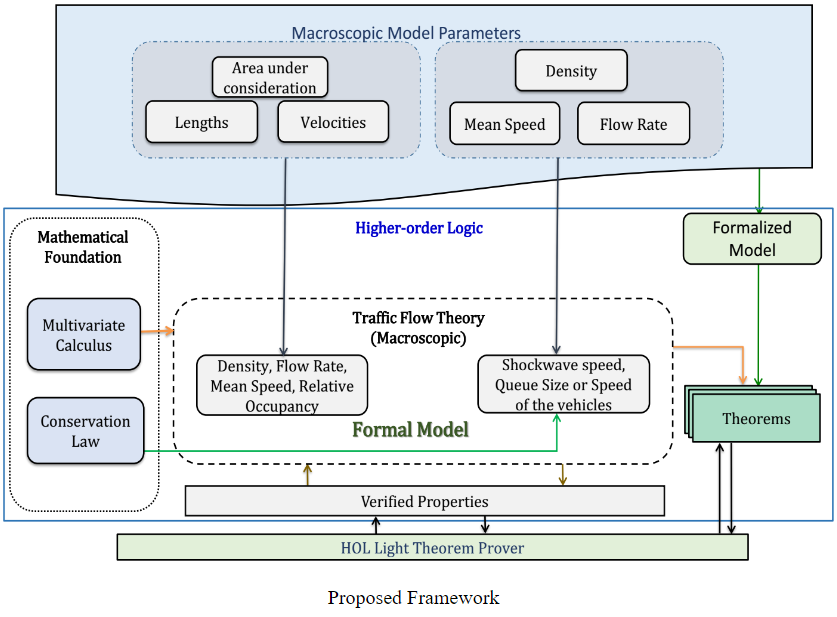 Macroscopic Model Parameters
Area under
consideration
Lengths
Velocities
Density
Mean Speed
Flow Rate
Higher-order Logic
Formalized
Model
Mathematical
Foundation
Multivariate
Calculus
Conservation
Law
Traffic Flow Theory
(Macroscopic)
Density, Flow Rate,
Mean Speed, Relative
Occupancy
Shockwave speed,
Queue Size or Speed
of the vehicles
Formal Model
Theorems
Verified Properties
HOL Light Theorem Prover
Proposed Framework